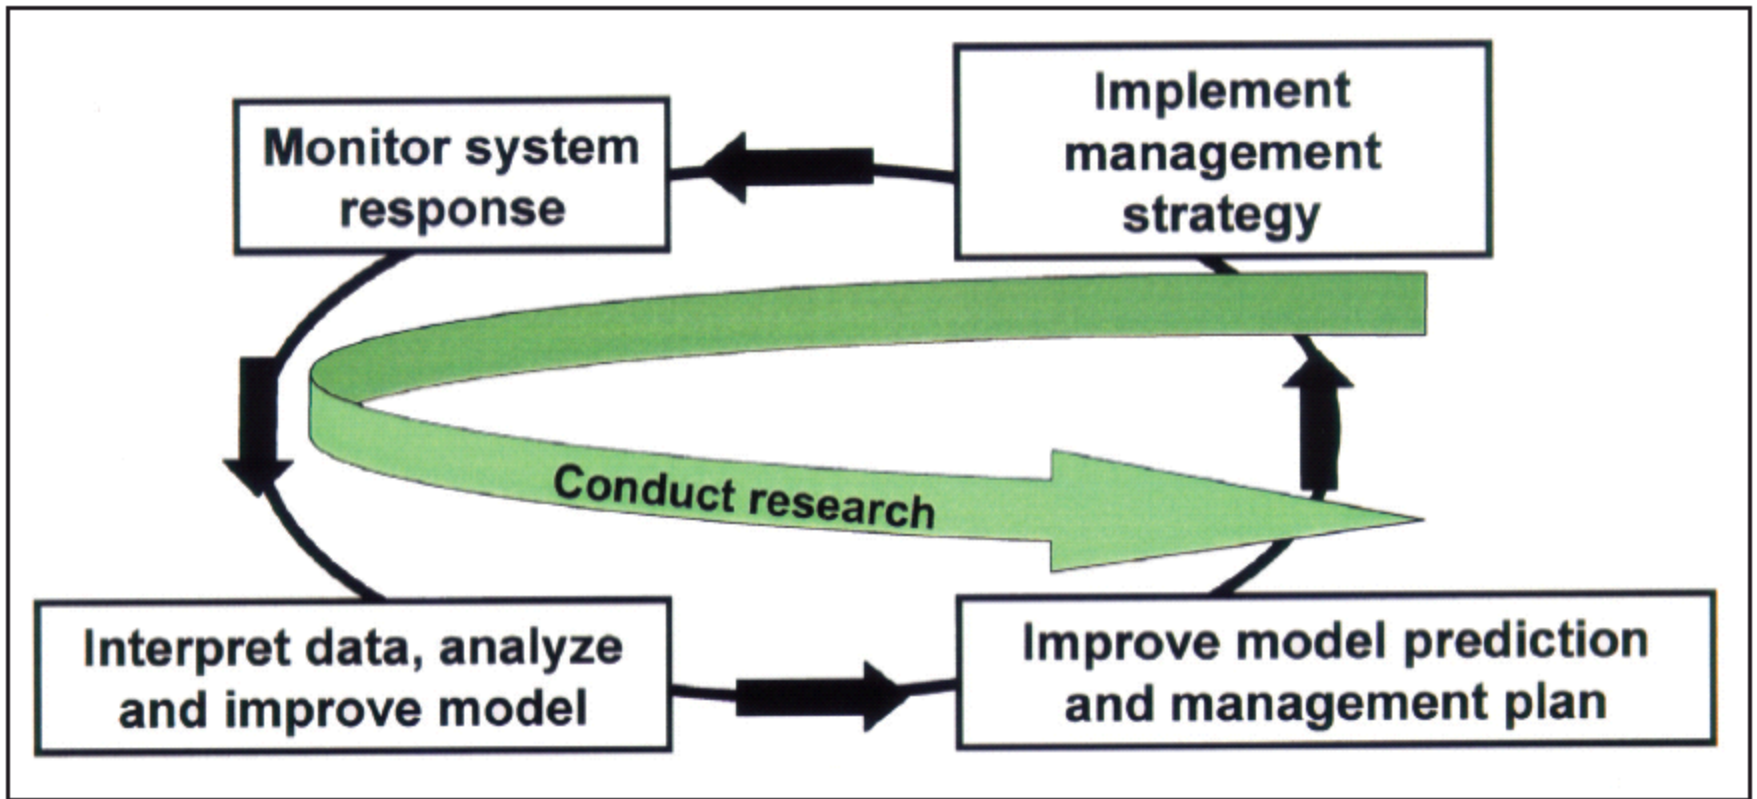 Implement
management
strategy
Monitor system
response
Conduct research
Interpret data, analyze
and improve model
Improve model prediction
and management plan